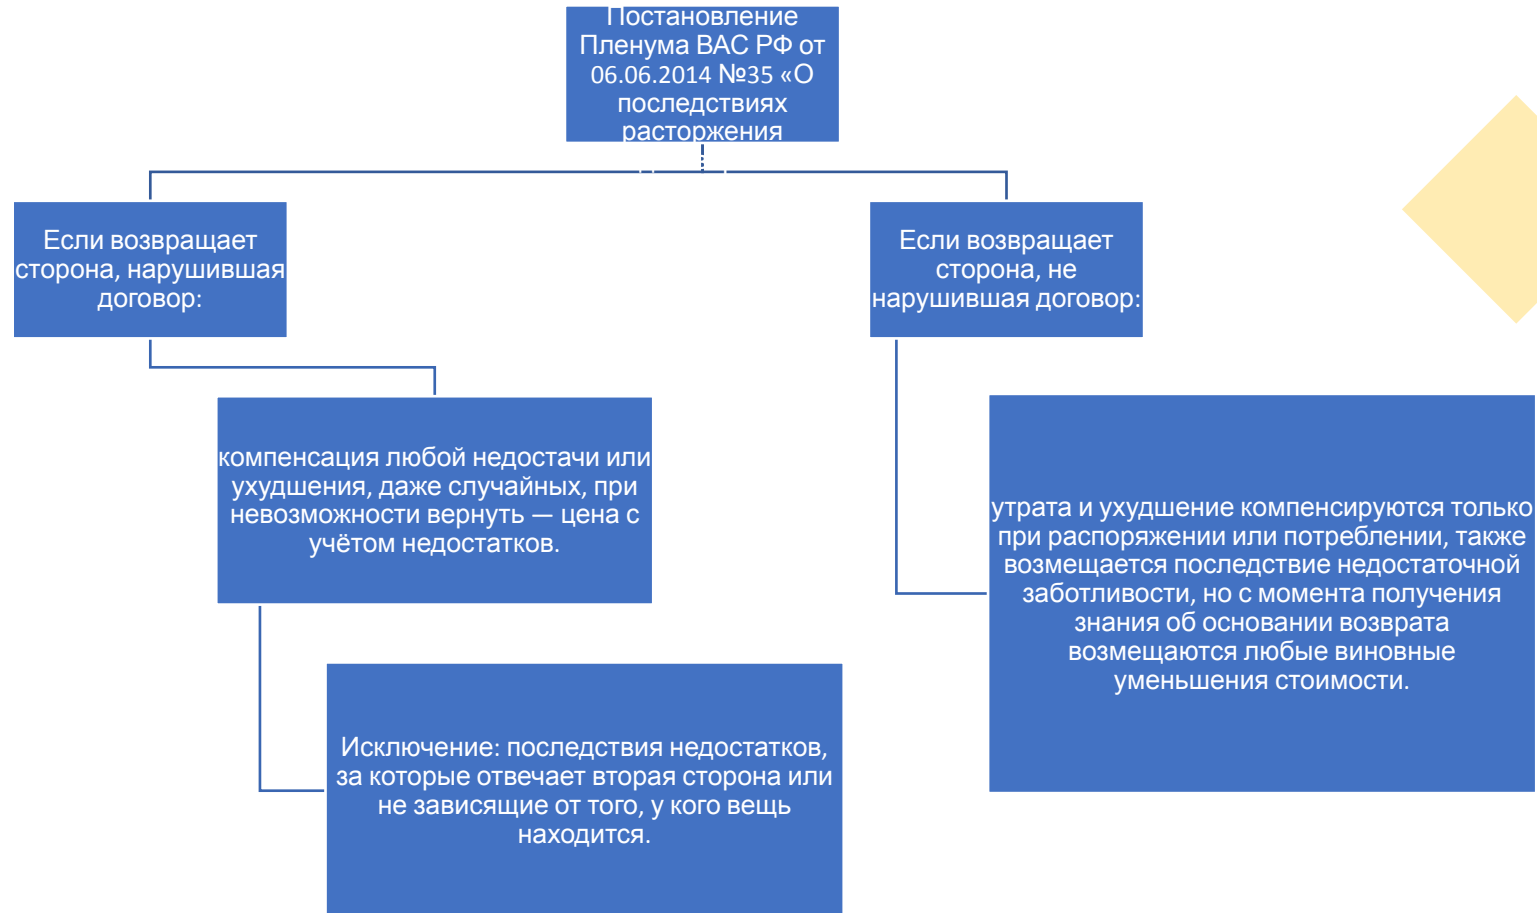 Постановление
Пленума ВАС РФ от
06.06.2014 №35 «О
последствиях
расторжения
Если возвращает
сторона, нарушившая
договор:
Если возвращает
сторона, не
нарушившая договор:
компенсация любой недостачи или
ухудшения, даже случайных, при
невозможности вернуть — цена с
учётом недостатков.
утрата и ухудшение компенсируются только
при распоряжении или потреблении, также
возмещается последствие недостаточной
заботливости, но с момента получения
знания об основании возврата
возмещаются любые виновные
уменьшения стоимости.
Исключение: последствия недостатков,
за которые отвечает вторая сторона или
не зависящие от того, у кого вещь
находится.